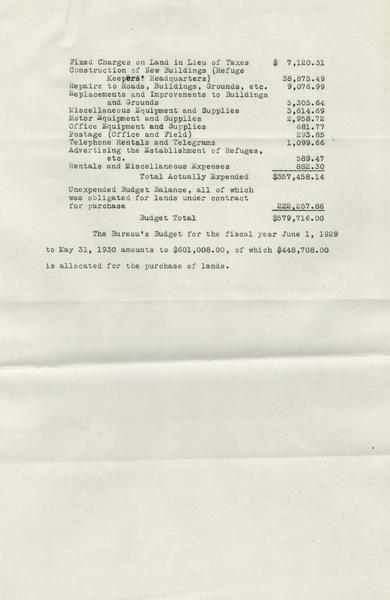 Fixed Charges on Land in Lieu of Taxes $ 7,120.31
Construction of New Buildings (Refuge
Keepers' Headquarters) 38,875.49
Repairs to Roads, Buildings, Grounds, etc. 9,076.99
Replacements and Improvements to Buildings
and Grounds 5,305.64
Miscellaneous Equipment and Supplies 3,614.69
Motor Equipment and Supplies 2,958.72
Office Equipment and Supplies 681.77
Postage (Office and Field) 293.85
Telephone Rentals and Telegrams 1,099.66
Advertising the Establishment of Refuges,
etc. 589.47
Rentals and Miscellaneous Expenses 882.30
Total Actually Expended $357,458.14
Unexpended Budget Balance, all of which
was obligated for lands under contract
for purchase 222,257.86
Budget Total $579,716.00
The Bureau's Budget for the fiscal year June 1, 1929
to May 31, 1930 amounts to $601,008.00, of which $448,708.00
is allocated for the purchase of lands.